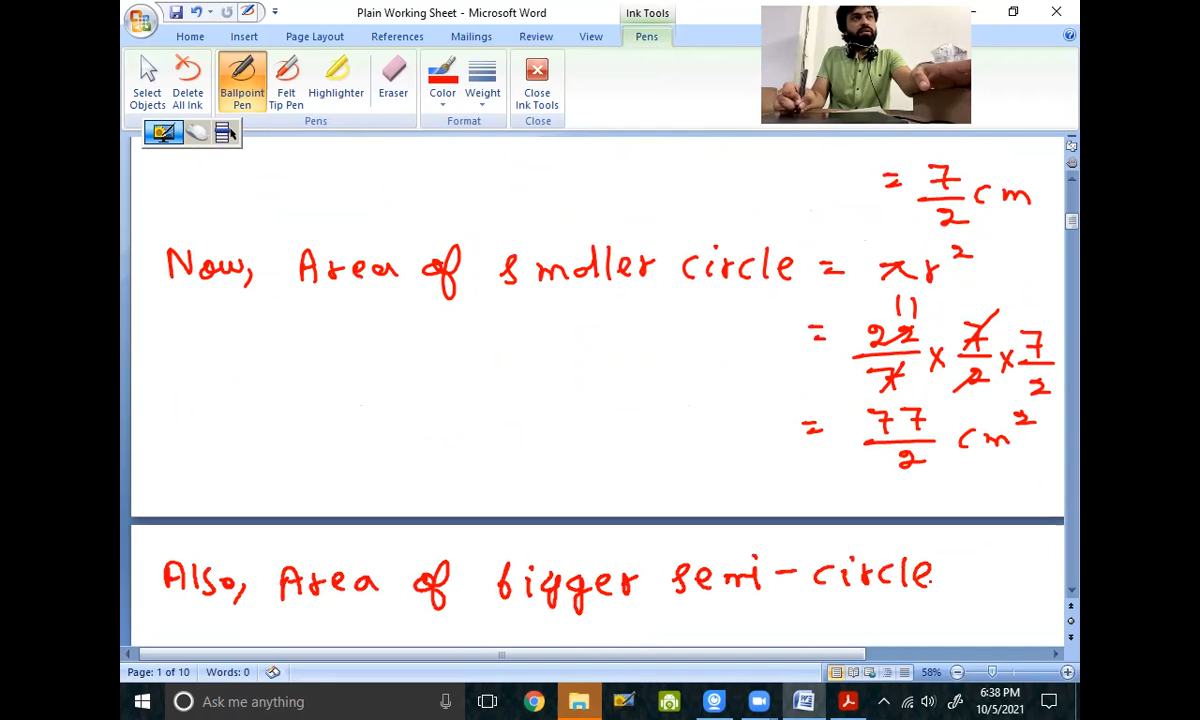 Plain Working Sheet - Microsoft Word
Ink Tools
Home Insert Page Layout References Mailings Review View Pens
Select Objects
Delete All Ink
Ballpoint Pen
Felt Tip Pen
Highlighter
Eraser
Color
Weight
Close Ink Tools
Pens Format Close
= 7/2 cm
Now, Area of smaller circle = πr²
11
= 22/7 × 7/2 × 7/2
= 77/2 cm²
Also, Area of bigger semi-circle
Page: 1 of 10 Words: 0 58%
Ask me anything
6:38 PM
10/5/2021